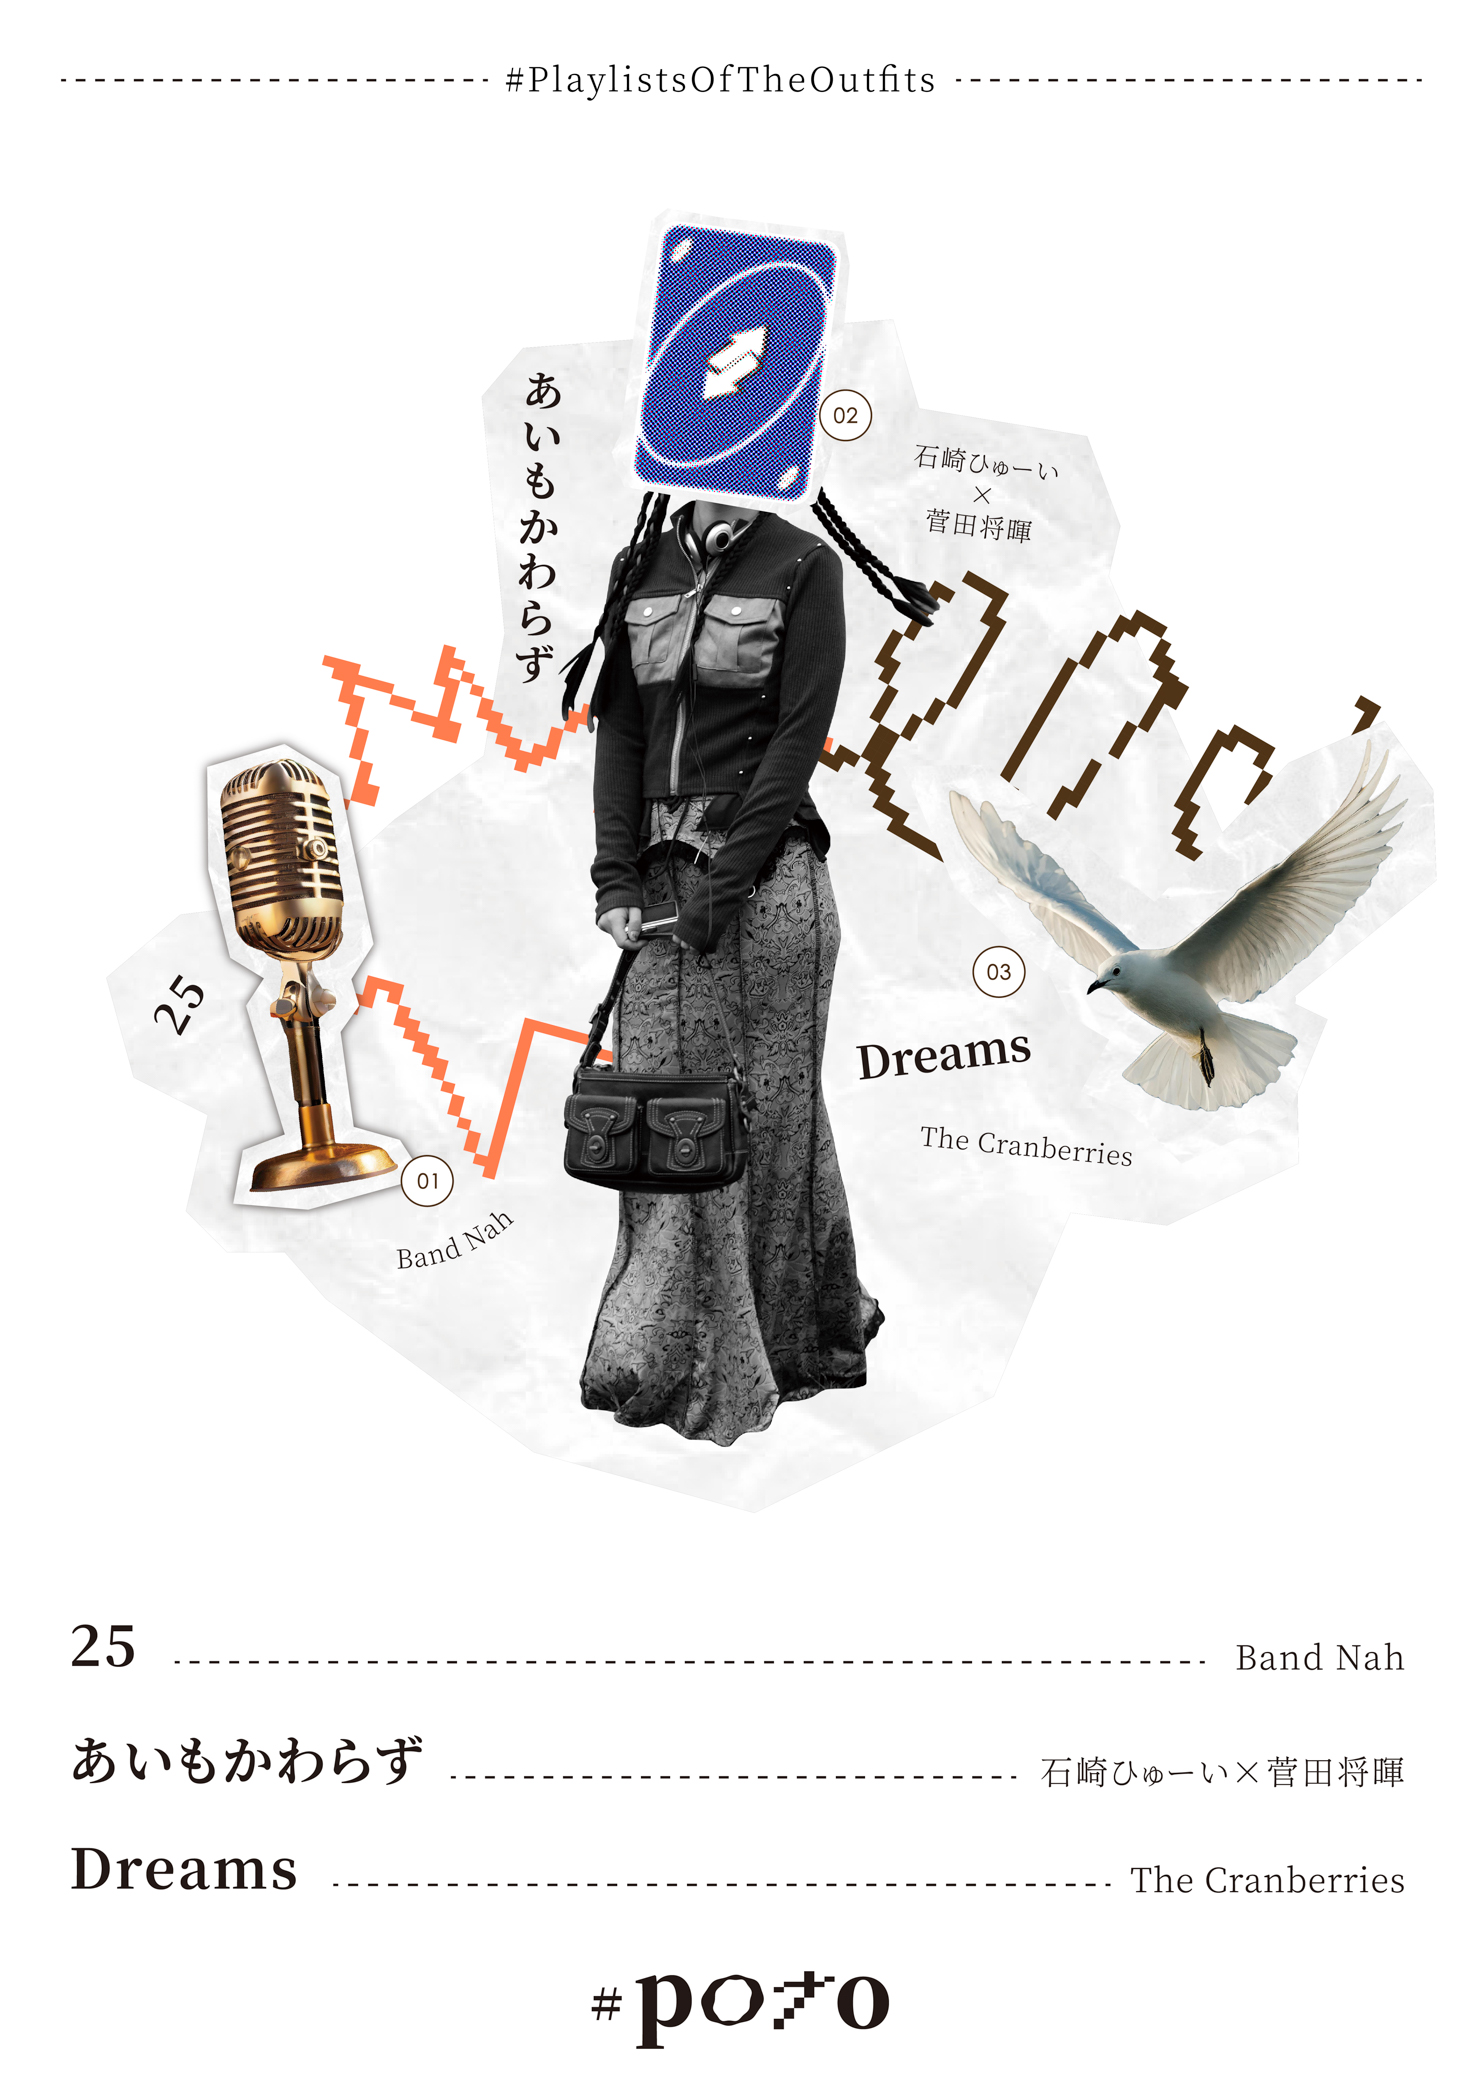 #PlaylistsOfTheOutfits
あいもかわらず
02
石崎ひゅーい
×
菅田将暉
25
01
Band Nah
03
Dreams
The Cranberries
25 Band Nah
あいもかわらず 石崎ひゅーい×菅田将暉
Dreams The Cranberries
#poto